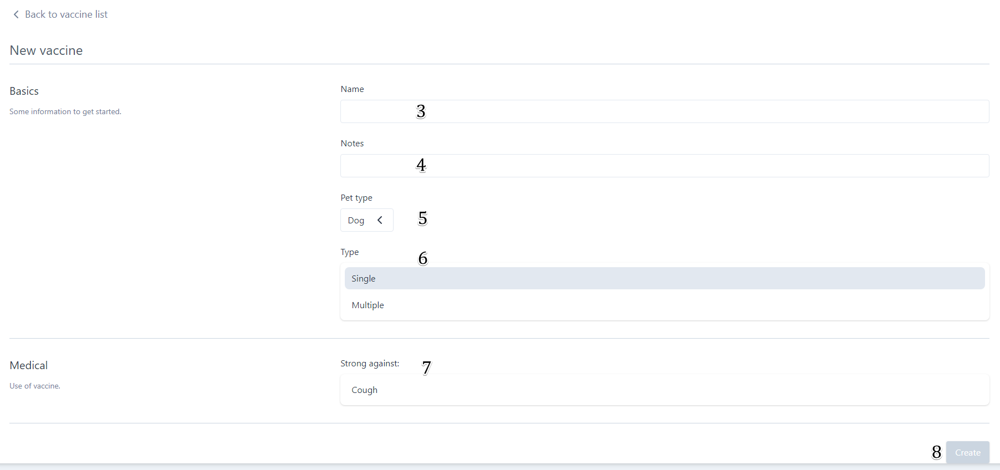 Back to vaccine list
New vaccine
Basics
Some information to get started.
Name
3
Notes
4
Pet type
Dog
5
Type
6
Single
Multiple
Medical
Use of vaccine.
Strong against:
7
Cough
8
Create